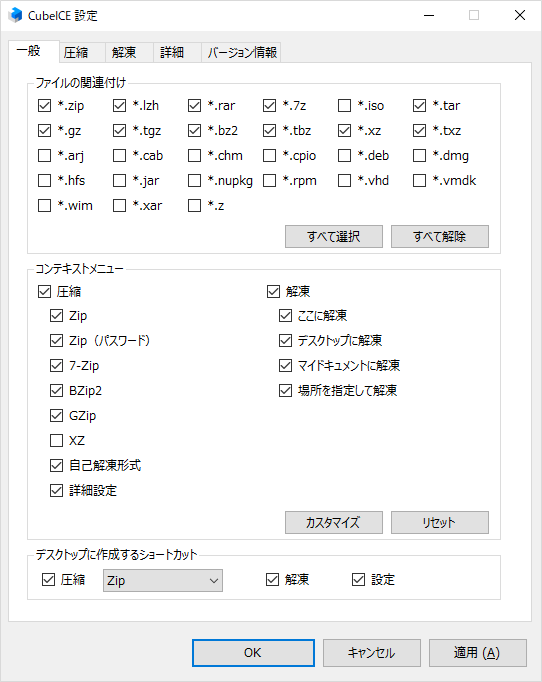 CubeICE 設定
一般 圧縮 解凍 詳細 バージョン情報
ファイルの関連付け
*.zip *.lzh *.rar *.7z *.iso *.tar
*.gz *.tgz *.bz2 *.tbz *.xz *.txz
*.arj *.cab *.chm *.cpio *.deb *.dmg
*.hfs *.jar *.nupkg *.rpm *.vhd *.vmdk
*.wim *.xar *.z
すべて選択 すべて解除
コンテキストメニュー
圧縮 解凍
Zip ここに解凍
Zip（パスワード） デスクトップに解凍
7-Zip マイドキュメントに解凍
BZip2 場所を指定して解凍
GZip
XZ
自己解凍形式
詳細設定
カスタマイズ リセット
デスクトップに作成するショートカット
圧縮 Zip 解凍 設定
OK キャンセル 適用 (A)